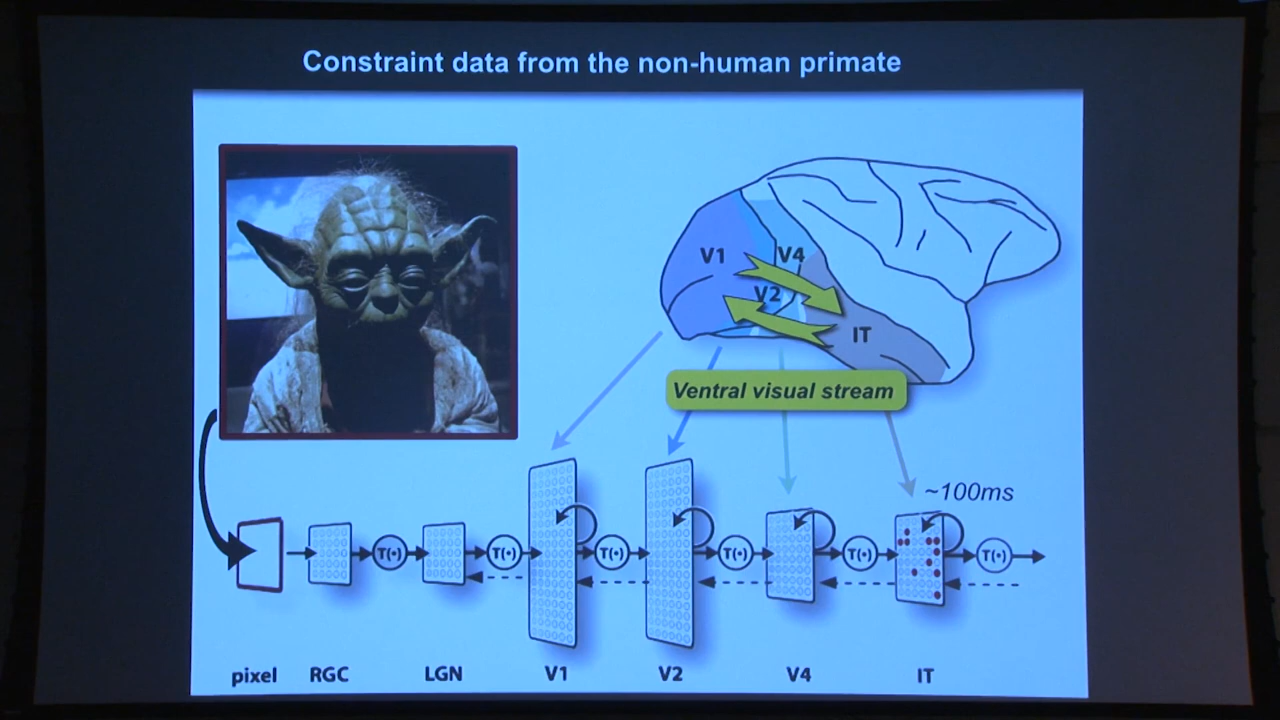 Constraint data from the non-human primate
V1
V4
V2
IT
Ventral visual stream
~100ms
T(•) T(•) T(•) T(•) T(•) T(•)
pixel RGC LGN V1 V2 V4 IT